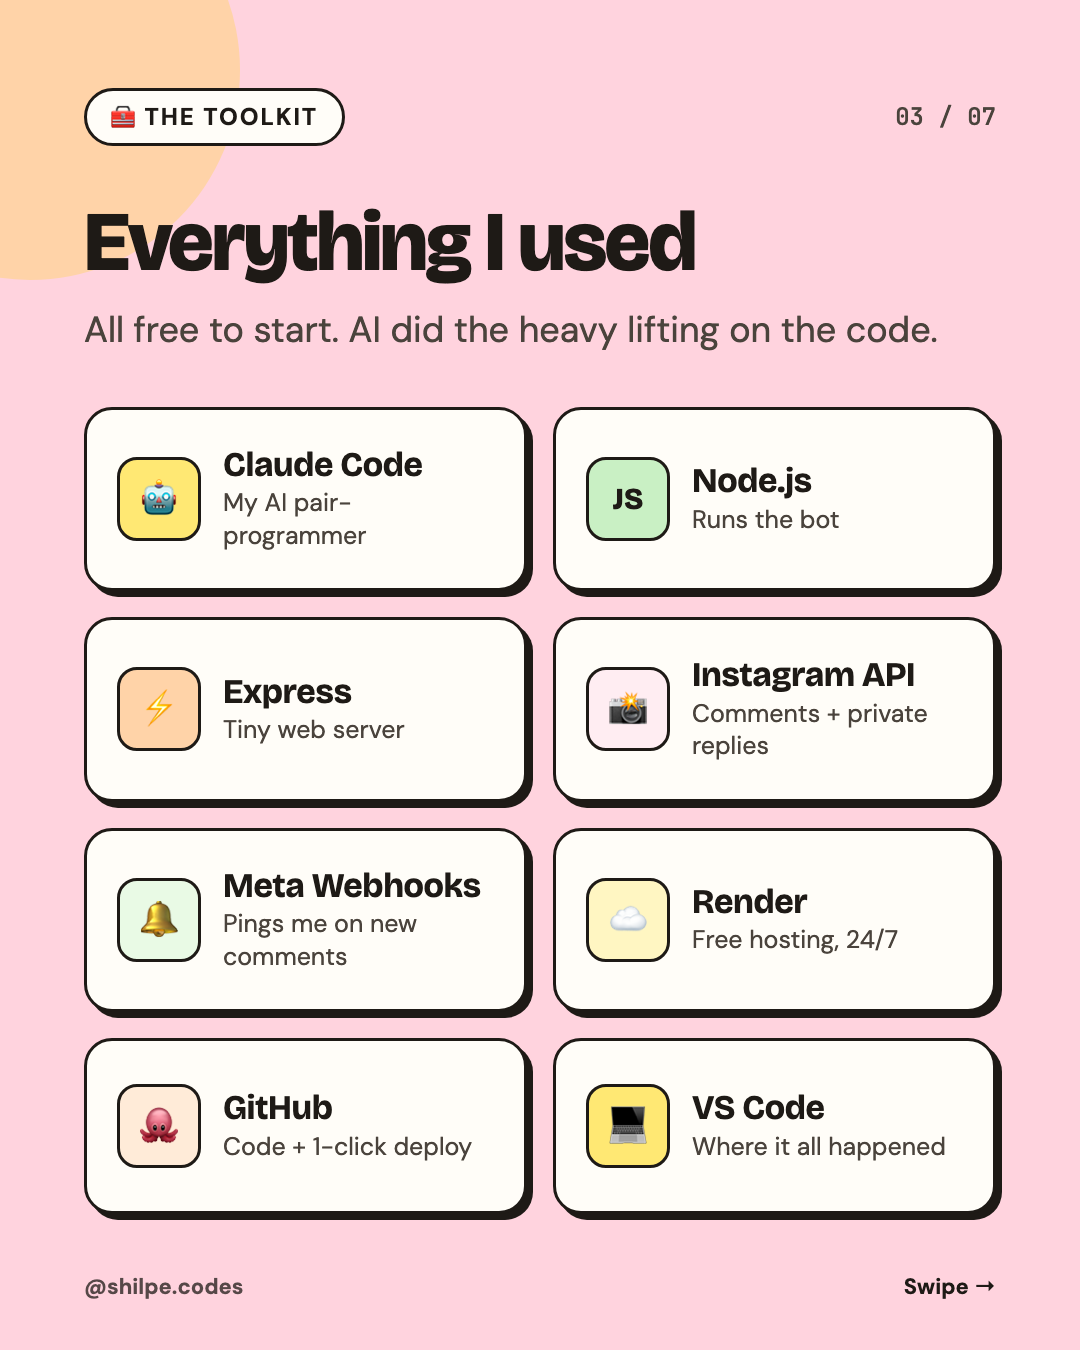 THE TOOLKIT
03 / 07
Everything I used
All free to start. AI did the heavy lifting on the code.
Claude Code
My AI pair-
programmer
JS
Node.js
Runs the bot
Express
Tiny web server
Instagram API
Comments + private
replies
Meta Webhooks
Pings me on new
comments
Render
Free hosting, 24/7
GitHub
Code + 1-click deploy
VS Code
Where it all happened
@shilpe.codes
Swipe →